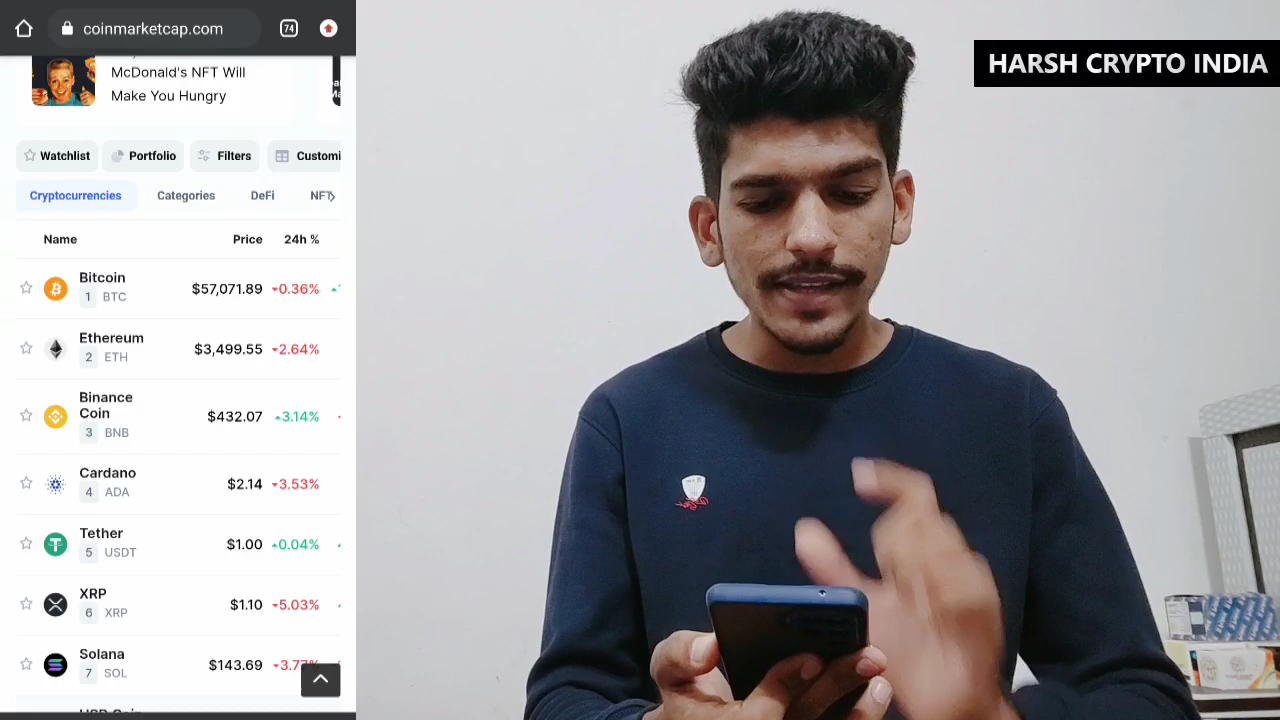 coinmarketcap.com
74
McDonald's NFT Will
Make You Hungry
HARSH CRYPTO INDIA
Watchlist
Portfolio
Filters
Customi
Cryptocurrencies
Categories
DeFi
NFT
Name Price 24h %
Bitcoin
1 BTC
$57,071.89 0.36%
Ethereum
2 ETH
$3,499.55 2.64%
Binance
Coin
3 BNB
$432.07 3.14%
Cardano
4 ADA
$2.14 3.53%
Tether
5 USDT
$1.00 0.04%
XRP
6 XRP
$1.10 5.03%
Solana
7 SOL
$143.69